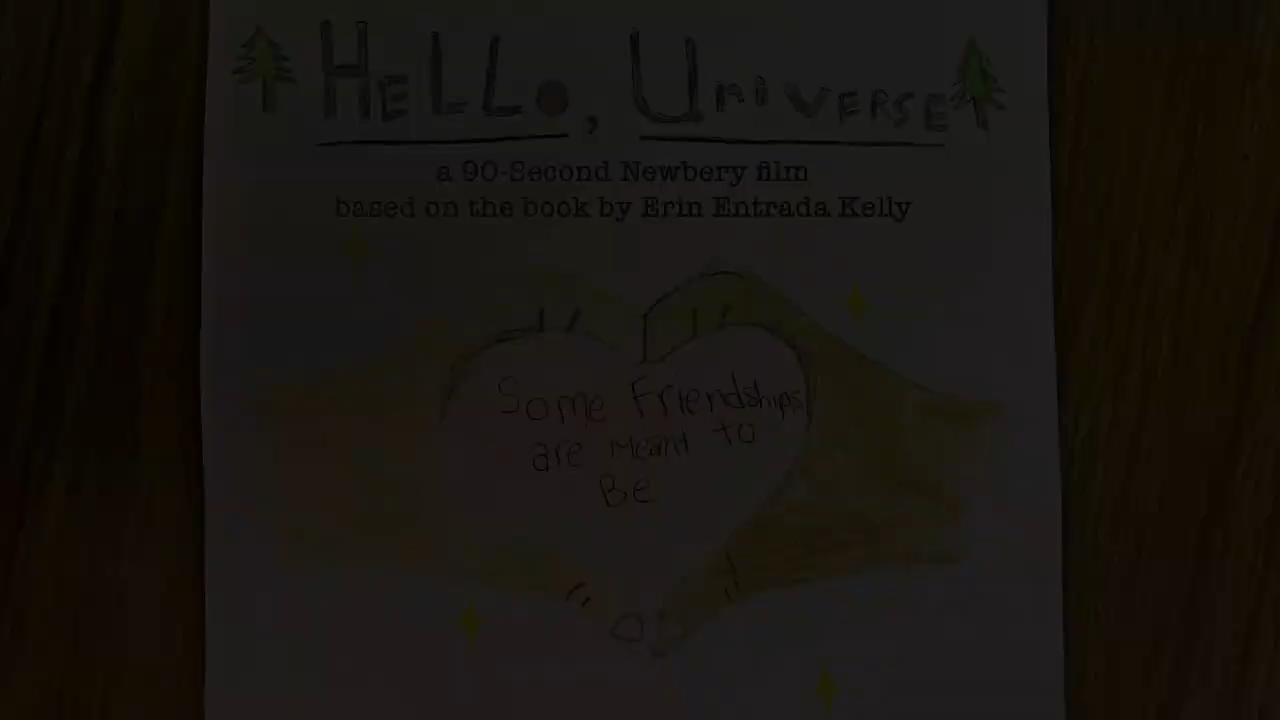 HELLO, UNIVERSE
a 90-Second Newbery film
based on the book by Erin Entrada Kelly
Some Friendships
are Meant to
Be